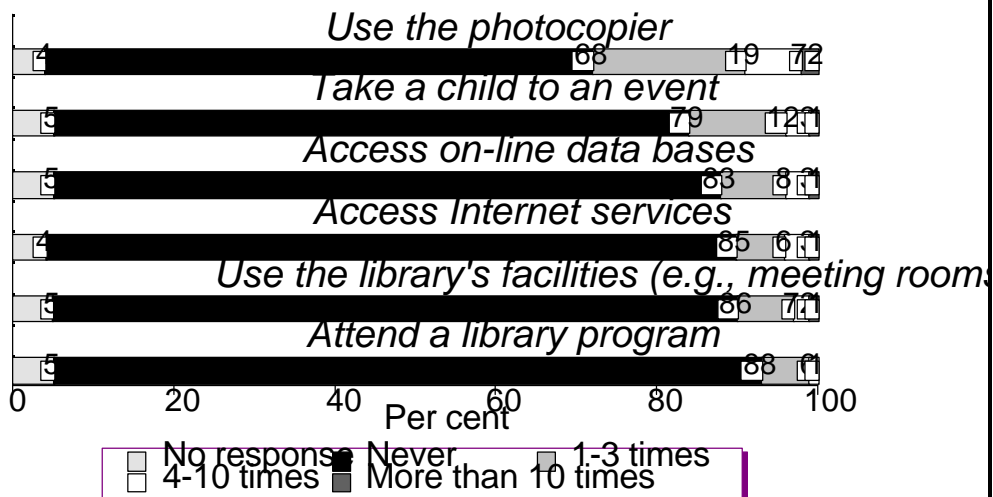 Use the photocopier
4 68 19 7 2
Take a child to an event
5 79 12 3 1
Access on-line data bases
5 83 8 3 1
Access Internet services
4 85 6 3 1
Use the library's facilities (e.g., meeting rooms
5 86 7 2 1
Attend a library program
5 88 6 1
0 20 40 60 80 100
Per cent
No response Never 1-3 times
4-10 times More than 10 times